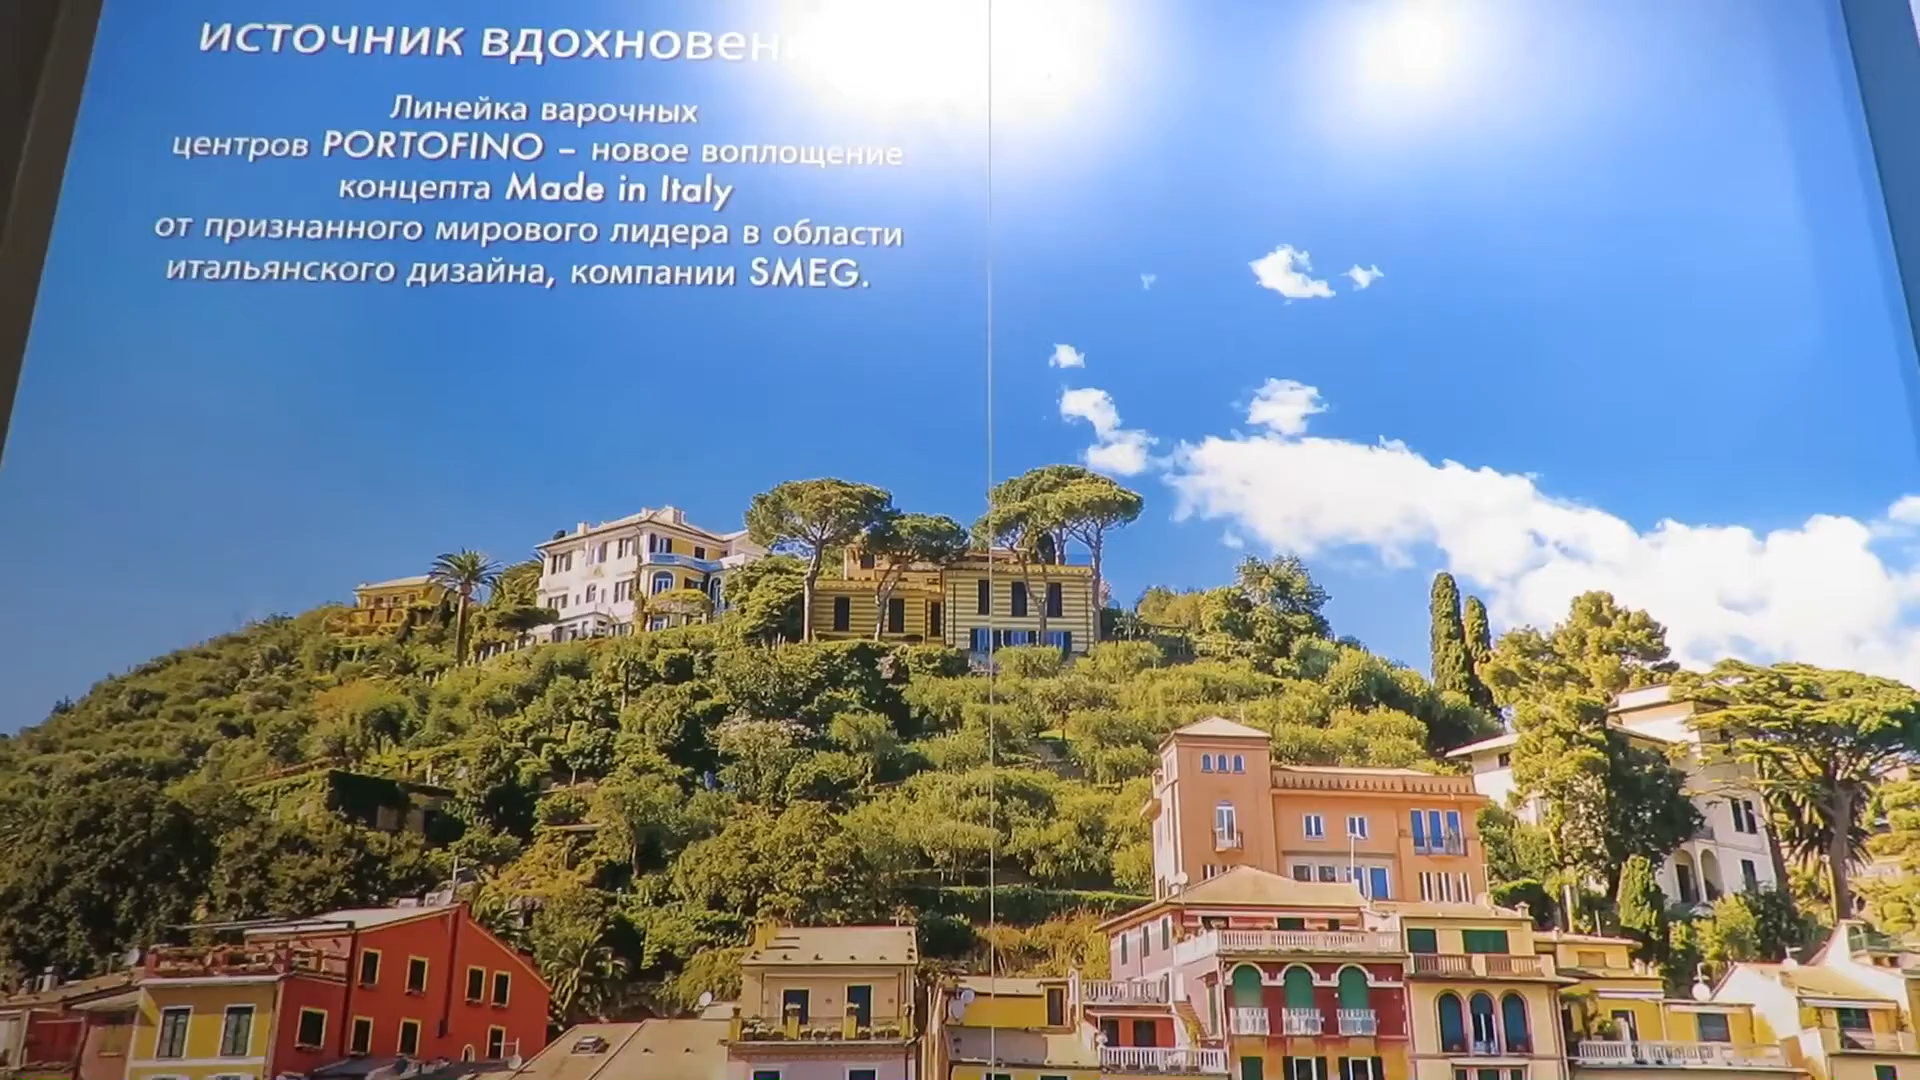 источник
Линейка варочных
центров PORTOFINO – новое воплощение
концепта Made in Italy
от признанного мирового лидера в области
итальянского дизайна, компании SMEG.